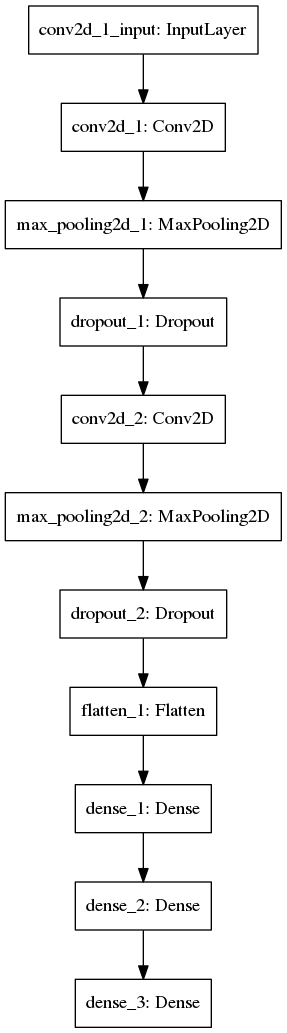 conv2d_1_input: InputLayer
conv2d_1: Conv2D
max_pooling2d_1: MaxPooling2D
dropout_1: Dropout
conv2d_2: Conv2D
max_pooling2d_2: MaxPooling2D
dropout_2: Dropout
flatten_1: Flatten
dense_1: Dense
dense_2: Dense
dense_3: Dense